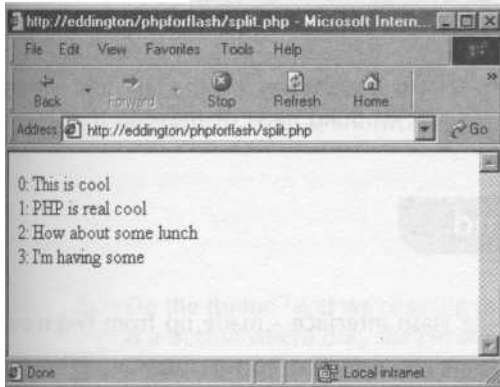 http://eddington/phpforflash/split.php - Microsoft Intern...
File Edit View Favorites Tools Help
Back Forward Stop Refresh Home »
Address http://eddington/phpforflash/split.php Go
0: This is cool
1: PHP is real cool
2: How about some lunch
3: I'm having some
Done Local intranet